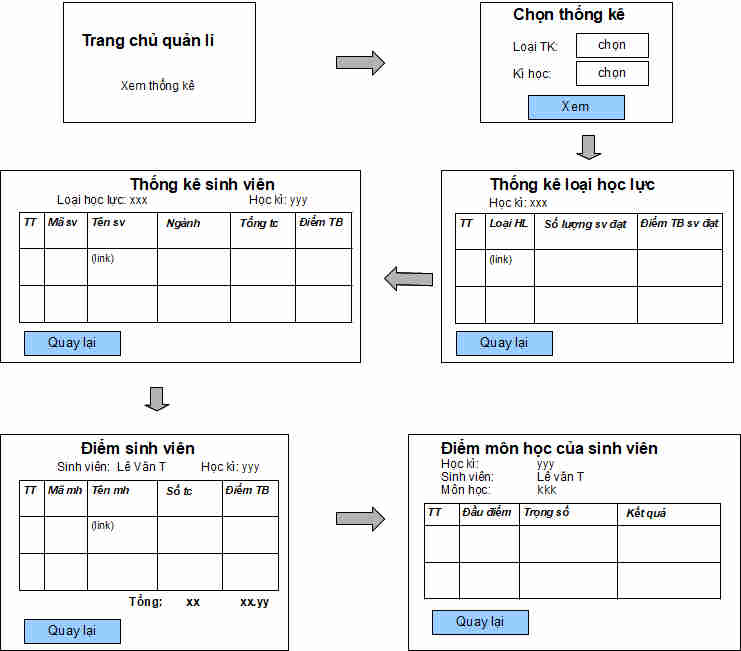 Trang chủ quản lí
Xem thống kê
Chọn thống kê
Loại TK: chọn
Kì học: chọn
Xem
Thống kê loại học lực
Học kì: xxx
TT Loại HL Số lượng sv đạt Điểm TB sv đạt
(link)
Quay lại
Thống kê sinh viên
Loại học lực: xxx Học kì: yyy
TT Mã sv Tên sv Ngành Tổng tc Điểm TB
(link)
Quay lại
Điểm sinh viên
Sinh viên: Lê Văn T Học kì: yyy
TT Mã mh Tên mh Số tc Điểm TB
(link)
Tổng: xx xx.yy
Quay lại
Điểm môn học của sinh viên
Học kì: yyy
Sinh viên: Lê văn T
Môn học: kkk
TT Đầu điểm Trọng số Kết quả
Quay lại